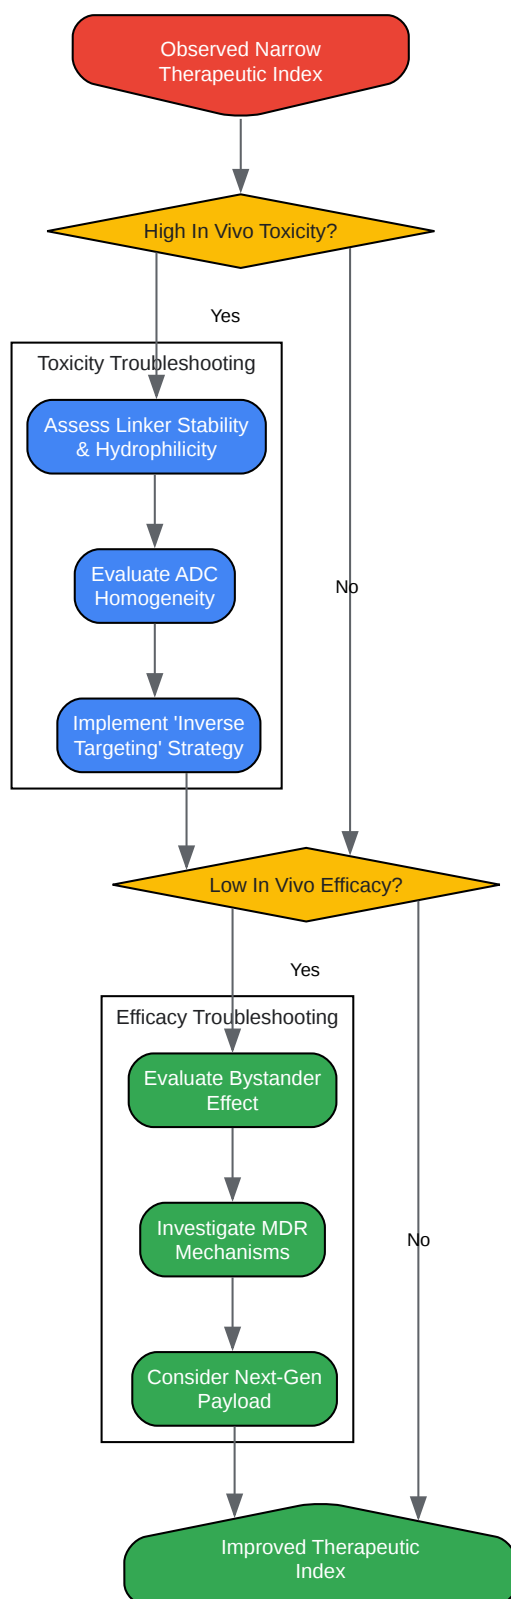 Observed Narrow
Therapeutic Index
High In Vivo Toxicity?
Yes
Toxicity Troubleshooting
Assess Linker Stability
& Hydrophilicity
Evaluate ADC
Homogeneity
No
Implement 'Inverse
Targeting' Strategy
Low In Vivo Efficacy?
Yes
Efficacy Troubleshooting
Evaluate Bystander
Effect
Investigate MDR
Mechanisms
No
Consider Next-Gen
Payload
Improved Therapeutic
Index